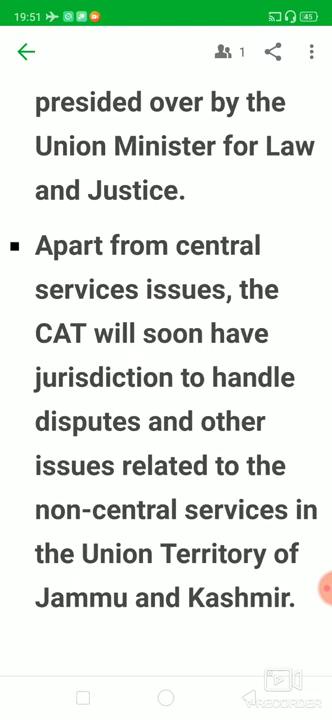 19:51 45
1
presided over by the
Union Minister for Law
and Justice.
▪ Apart from central
services issues, the
CAT will soon have
jurisdiction to handle
disputes and other
issues related to the
non-central services in
the Union Territory of
Jammu and Kashmir.
RECORDER